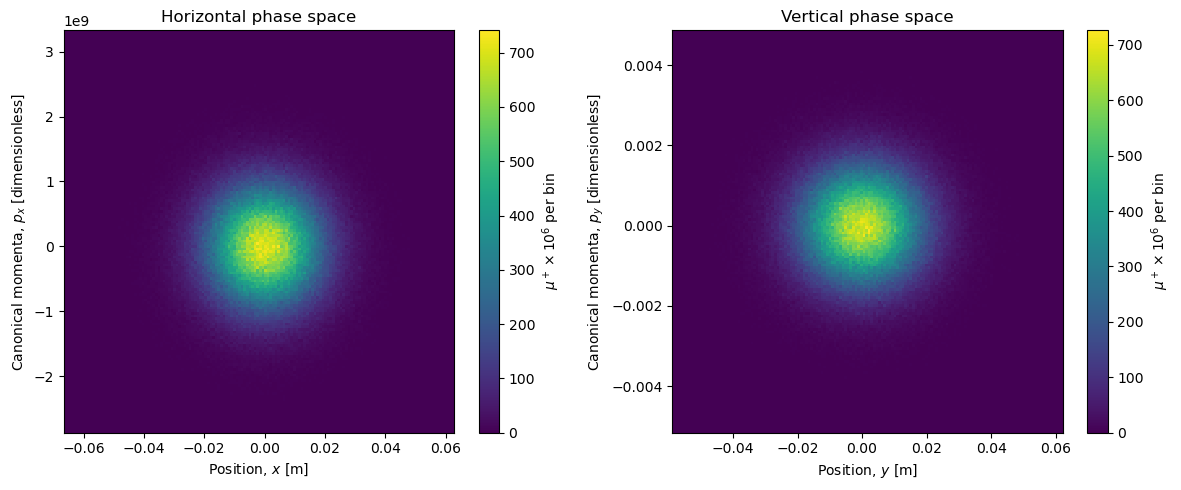 Horizontal phase space
1e9
3
2
1
0
−1
−2
−0.06 −0.04 −0.02 0.00 0.02 0.04 0.06
Position, x [m]
Canonical momenta, pₓ [dimensionless]
700
600
500
400
300
200
100
0
μ⁺ × 10⁶ per bin
Vertical phase space
0.004
0.002
0.000
−0.002
−0.004
−0.04 −0.02 0.00 0.02 0.04 0.06
Position, y [m]
Canonical momenta, p_y [dimensionless]
700
600
500
400
300
200
100
0
μ⁺ × 10⁶ per bin